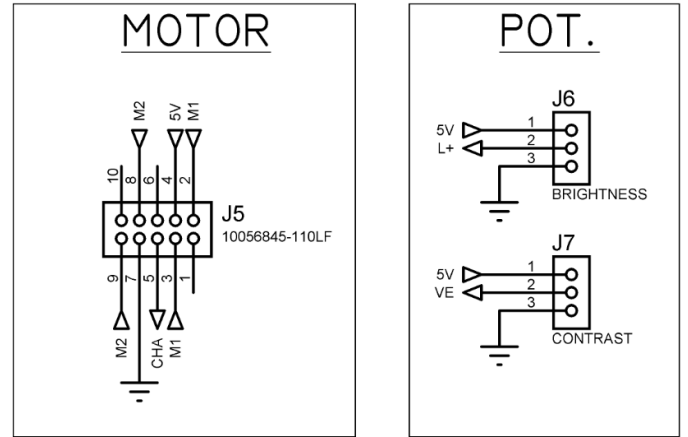 MOTOR
M2
5V
M1
10
8
6
4
2
J5
10056845-110LF
9
7
5
3
1
M2
CHA
M1
POT.
J6
5V
1
L+
2
3
BRIGHTNESS
J7
5V
1
VE
2
3
CONTRAST